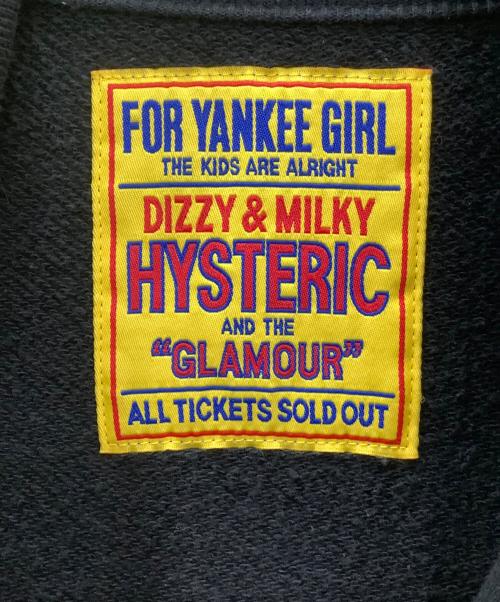 FOR YANKEE GIRL
THE KIDS ARE ALRIGHT
DIZZY & MILKY
HYSTERIC
AND THE
“GLAMOUR”
ALL TICKETS SOLD OUT